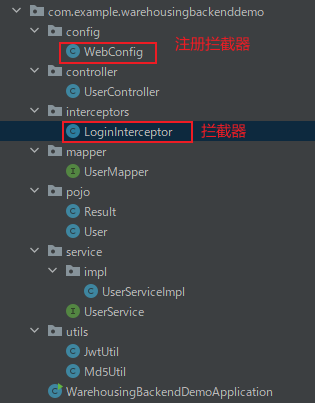 com.example.warehousingbackenddemo
config
WebConfig
注册拦截器
controller
UserController
interceptors
LoginInterceptor
拦截器
mapper
UserMapper
pojo
Result
User
service
impl
UserServiceImpl
UserService
utils
JwtUtil
Md5Util
WarehousingBackendDemoApplication